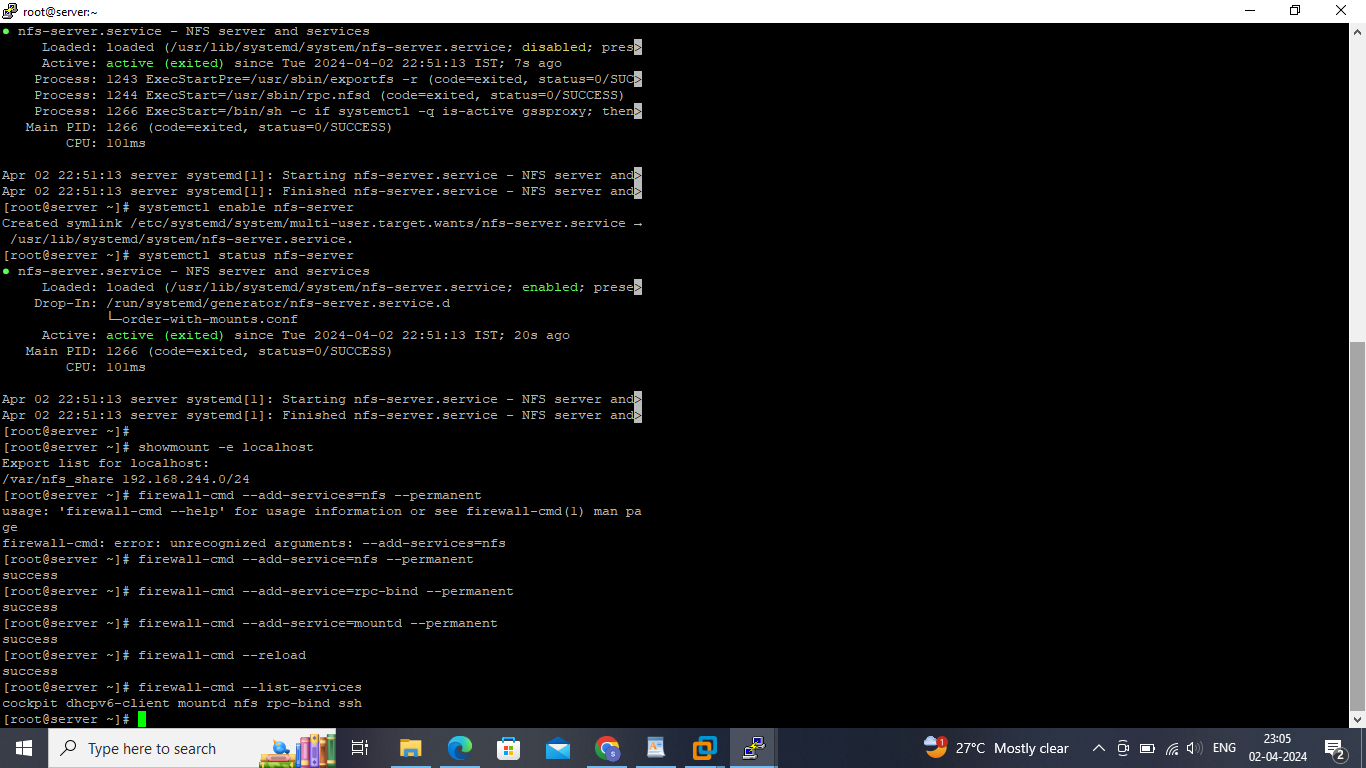 root@server:~
● nfs-server.service - NFS server and services
Loaded: loaded (/usr/lib/systemd/system/nfs-server.service; disabled; pres>
Active: active (exited) since Tue 2024-04-02 22:51:13 IST; 7s ago
Process: 1243 ExecStartPre=/usr/sbin/exportfs -r (code=exited, status=0/SUC>
Process: 1244 ExecStart=/usr/sbin/rpc.nfsd (code=exited, status=0/SUCCESS)
Process: 1266 ExecStart=/bin/sh -c if systemctl -q is-active gssproxy; then>
Main PID: 1266 (code=exited, status=0/SUCCESS)
CPU: 101ms
Apr 02 22:51:13 server systemd[1]: Starting nfs-server.service - NFS server and>
Apr 02 22:51:13 server systemd[1]: Finished nfs-server.service - NFS server and>
[root@server ~]# systemctl enable nfs-server
Created symlink /etc/systemd/system/multi-user.target.wants/nfs-server.service →
/usr/lib/systemd/system/nfs-server.service.
[root@server ~]# systemctl status nfs-server
● nfs-server.service - NFS server and services
Loaded: loaded (/usr/lib/systemd/system/nfs-server.service; enabled; prese>
Drop-In: /run/systemd/generator/nfs-server.service.d
└─order-with-mounts.conf
Active: active (exited) since Tue 2024-04-02 22:51:13 IST; 20s ago
Main PID: 1266 (code=exited, status=0/SUCCESS)
CPU: 101ms
Apr 02 22:51:13 server systemd[1]: Starting nfs-server.service - NFS server and>
Apr 02 22:51:13 server systemd[1]: Finished nfs-server.service - NFS server and>
[root@server ~]#
[root@server ~]# showmount -e localhost
Export list for localhost:
/var/nfs_share 192.168.244.0/24
[root@server ~]# firewall-cmd --add-services=nfs --permanent
usage: 'firewall-cmd --help' for usage information or see firewall-cmd(1) man pa
ge
firewall-cmd: error: unrecognized arguments: --add-services=nfs
[root@server ~]# firewall-cmd --add-service=nfs --permanent
success
[root@server ~]# firewall-cmd --add-service=rpc-bind --permanent
success
[root@server ~]# firewall-cmd --add-service=mountd --permanent
success
[root@server ~]# firewall-cmd --reload
success
[root@server ~]# firewall-cmd --list-services
cockpit dhcpv6-client mountd nfs rpc-bind ssh
[root@server ~]#
Type here to search
S
1
27°C Mostly clear
ENG
23:05
02-04-2024
2